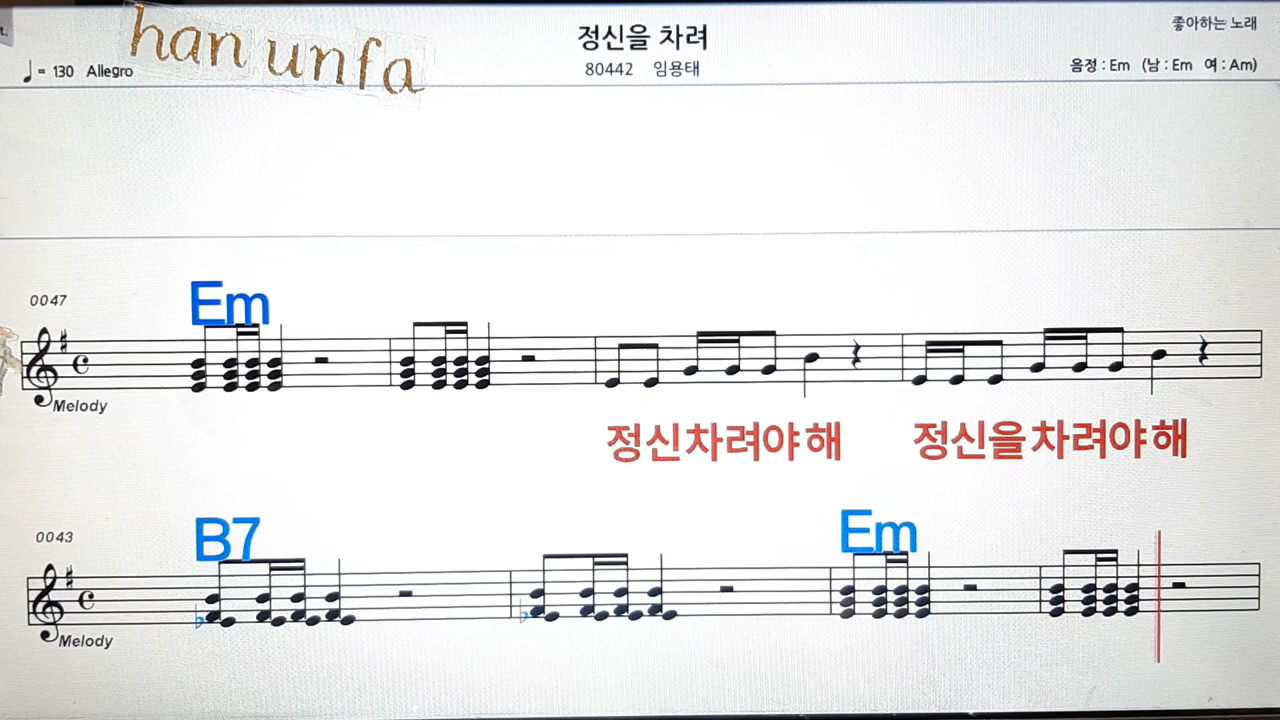 t.
han unfa
정신을 차려
좋아하는 노래
♩= 130 Allegro
80442 임용태
음정 : Em (남 : Em 여 : Am)
0047
Em
Melody
정신차려야해 정신을차려야해
0043
B7 Em
Melody